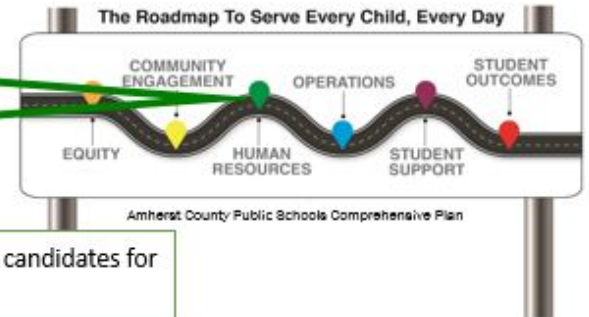 The Roadmap To Serve Every Child, Every Day
COMMUNITY
ENGAGEMENT
OPERATIONS
STUDENT
OUTCOMES
EQUITY
HUMAN
RESOURCES
STUDENT
SUPPORT
Amherst County Public Schools Comprehensive Plan
candidates for